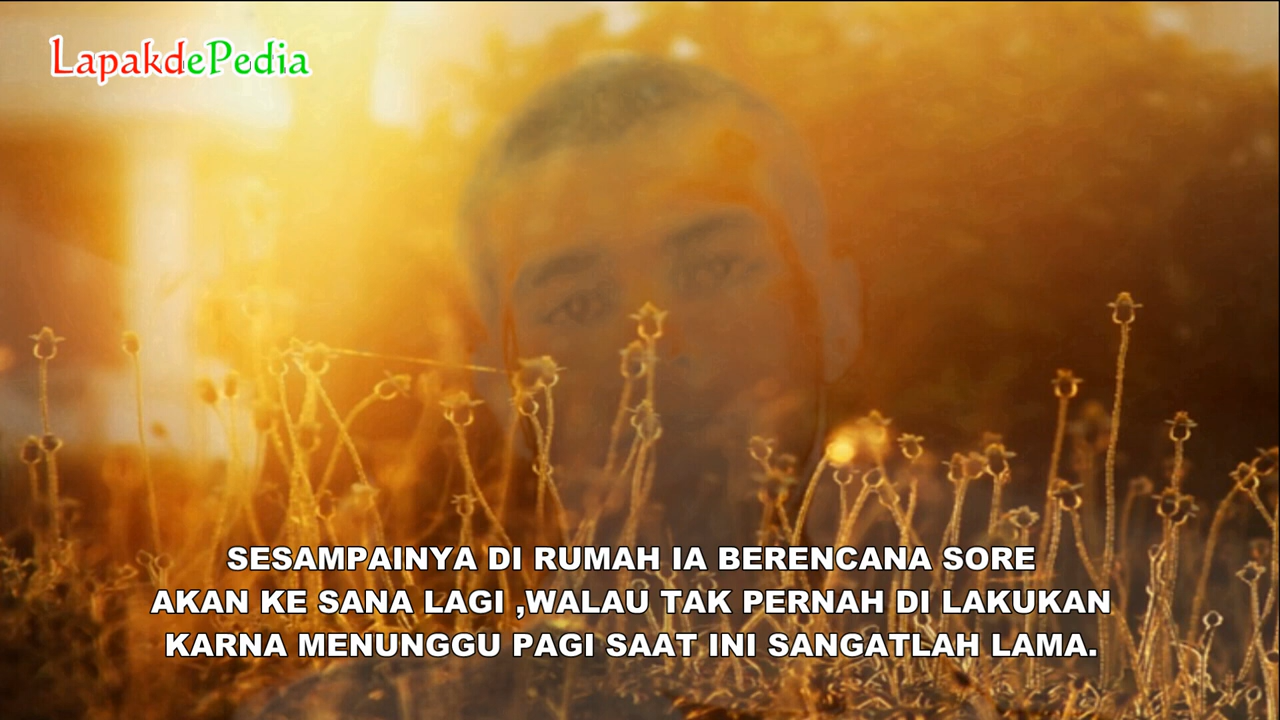 LapakdePedia
SESAMPAINYA DI RUMAH IA BERENCANA SORE
AKAN KE SANA LAGI ,WALAU TAK PERNAH DI LAKUKAN
KARNA MENUNGGU PAGI SAAT INI SANGATLAH LAMA.